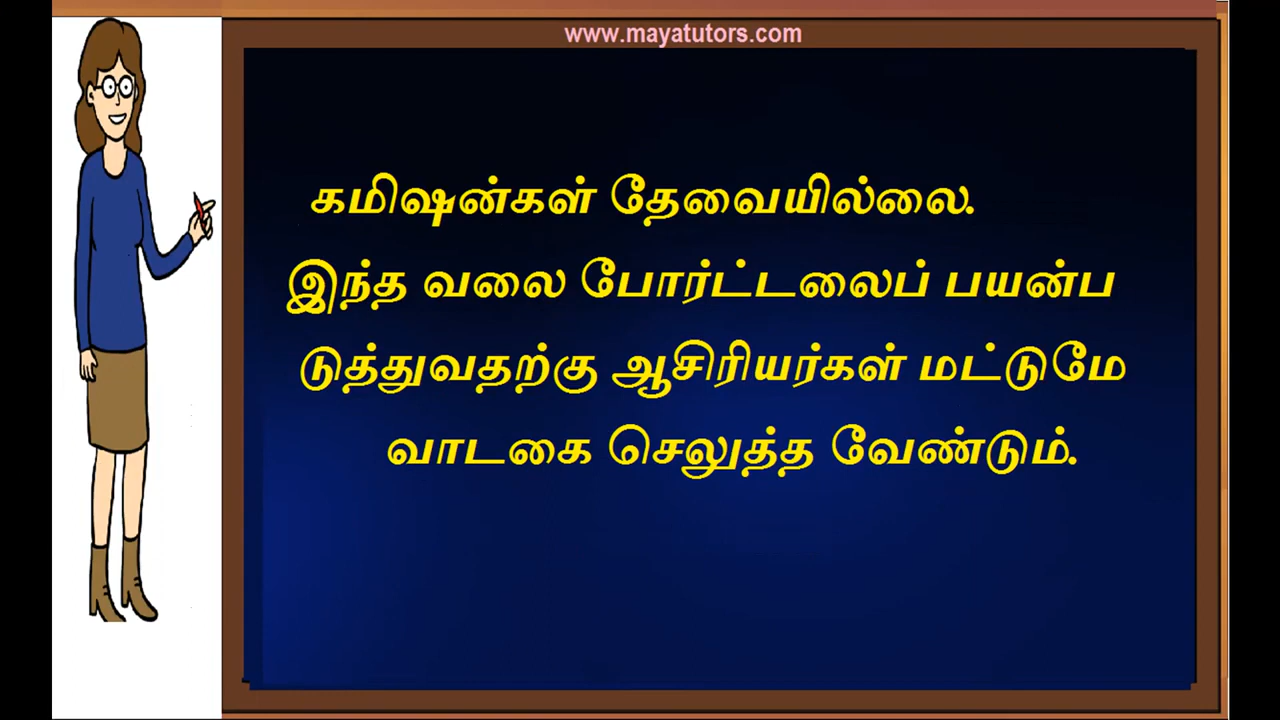 www.mayatutors.com
கமிஷன்கள் தேவையில்லை.
இந்த வலை போர்ட்டலைப் பயன்ப
டுத்துவதற்கு ஆசிரியர்கள் மட்டுமே
வாடகை செலுத்த வேண்டும்.